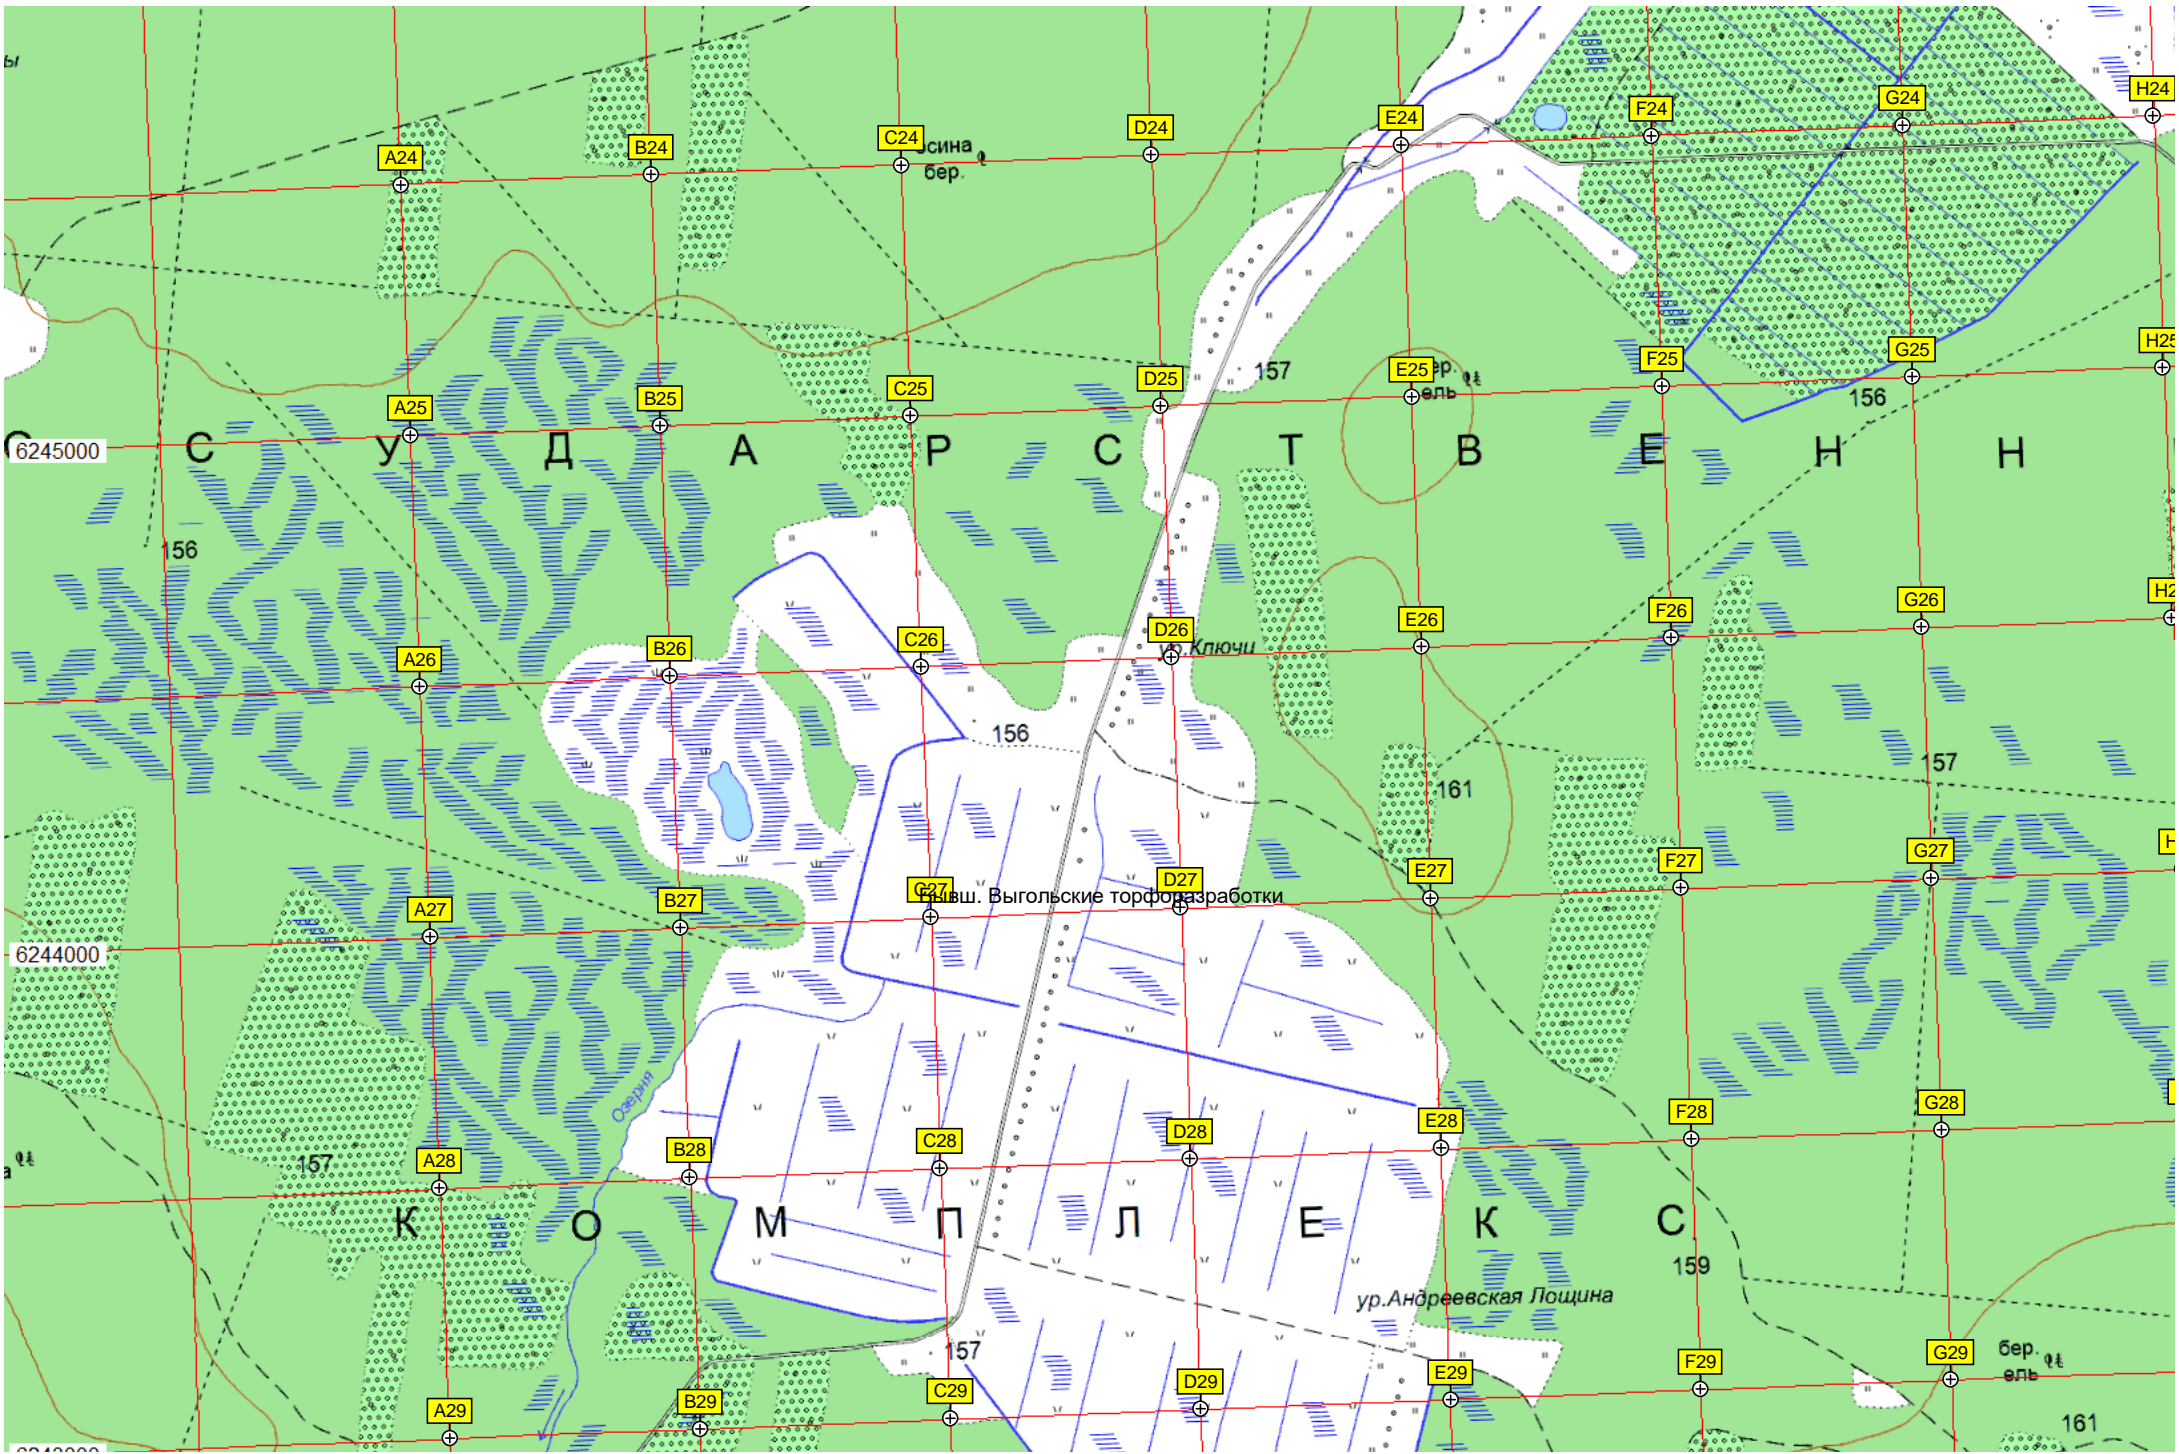 ы
H24
G24
F24
E24
D24
C24
бер.
B24
A24
157
H25
G25
F25
E25
ель
D25
C25
B25
A25
156
6245000
С У Д А Р С Т В Е Н Н
156
G26
F26
E26
D26
ур.Ключи
C26
B26
A26
156
157
161
G27
F27
E27
D27
C27
Бывш. Выгольские торфоразработки
B27
A27
6244000
Озерня
G28
F28
E28
D28
C28
B28
A28
157
К О М П Л Е К С
159
ур.Андреевская Лощина
157
бер.
ель
G29
F29
E29
D29
C29
B29
A29
161